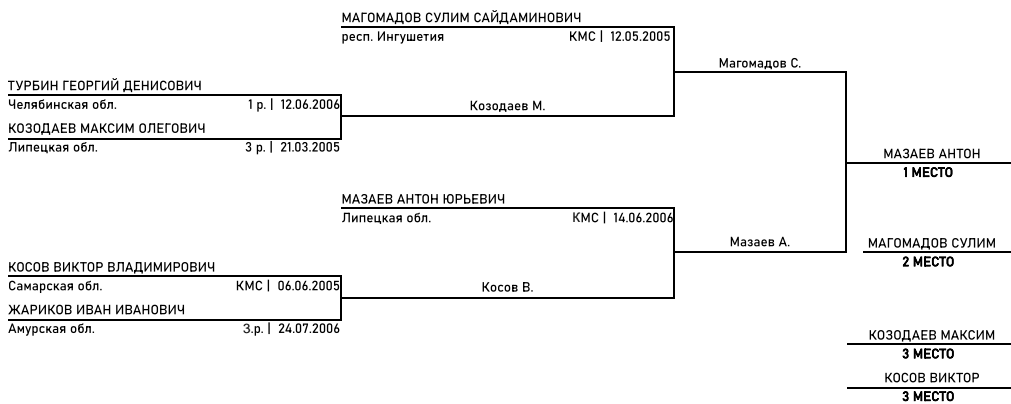 МАГОМАДОВ СУЛИМ САЙДАМИНОВИЧ
респ. Ингушетия КМС | 12.05.2005
Магомадов С.
ТУРБИН ГЕОРГИЙ ДЕНИСОВИЧ
Челябинская обл. 1 р. | 12.06.2006
Козодаев М.
КОЗОДАЕВ МАКСИМ ОЛЕГОВИЧ
Липецкая обл. 3 р. | 21.03.2005
МАЗАЕВ АНТОН
1 МЕСТО
МАЗАЕВ АНТОН ЮРЬЕВИЧ
Липецкая обл. КМС | 14.06.2006
Мазаев А.
МАГОМАДОВ СУЛИМ
2 МЕСТО
КОСОВ ВИКТОР ВЛАДИМИРОВИЧ
Самарская обл. КМС | 06.06.2005
Косов В.
ЖАРИКОВ ИВАН ИВАНОВИЧ
Амурская обл. 3.р. | 24.07.2006
КОЗОДАЕВ МАКСИМ
3 МЕСТО
КОСОВ ВИКТОР
3 МЕСТО